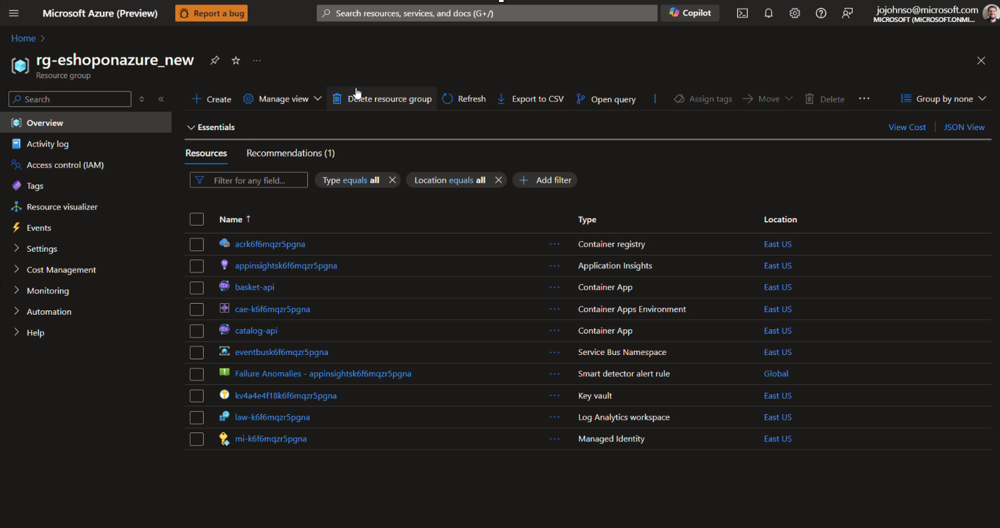 Microsoft Azure (Preview) Report a bug Search resources, services, and docs (G+/) Copilot jojohnso@microsoft.com
MICROSOFT (MICROSOFT.ONMI...
Home
rg-eshoponazure_new ...
Resource group
Search
Create Manage view Delete resource group Refresh Export to CSV Open query Assign tags Move Delete ... Group by none
Overview
Activity log
Access control (IAM)
Tags
Resource visualizer
Events
Settings
Cost Management
Monitoring
Automation
Help
Essentials View Cost JSON View
Resources Recommendations (1)
Filter for any field... Type equals all Location equals all Add filter
Name ↑ Type Location
acrk6f6mqzr5pgna ... Container registry East US
appinsightsk6f6mqzr5pgna ... Application Insights East US
basket-api ... Container App East US
cae-k6f6mqzr5pgna ... Container Apps Environment East US
catalog-api ... Container App East US
eventbusk6f6mqzr5pgna ... Service Bus Namespace East US
Failure Anomalies - appinsightsk6f6mqzr5pgna ... Smart detector alert rule Global
kv4a4e4f18k6f6mqzr5pgna ... Key vault East US
law-k6f6mqzr5pgna ... Log Analytics workspace East US
mi-k6f6mqzr5pgna ... Managed Identity East US